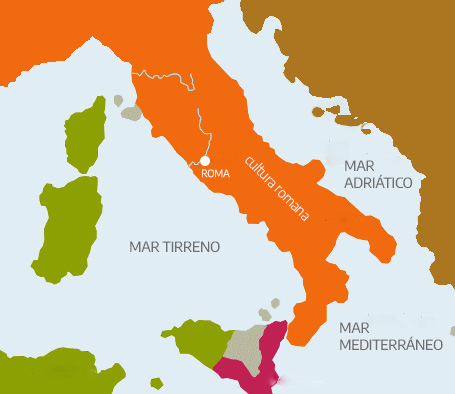 ROMA
cultura romana
MAR
ADRIÁTICO
MAR TIRRENO
MAR
MEDITERRÁNEO